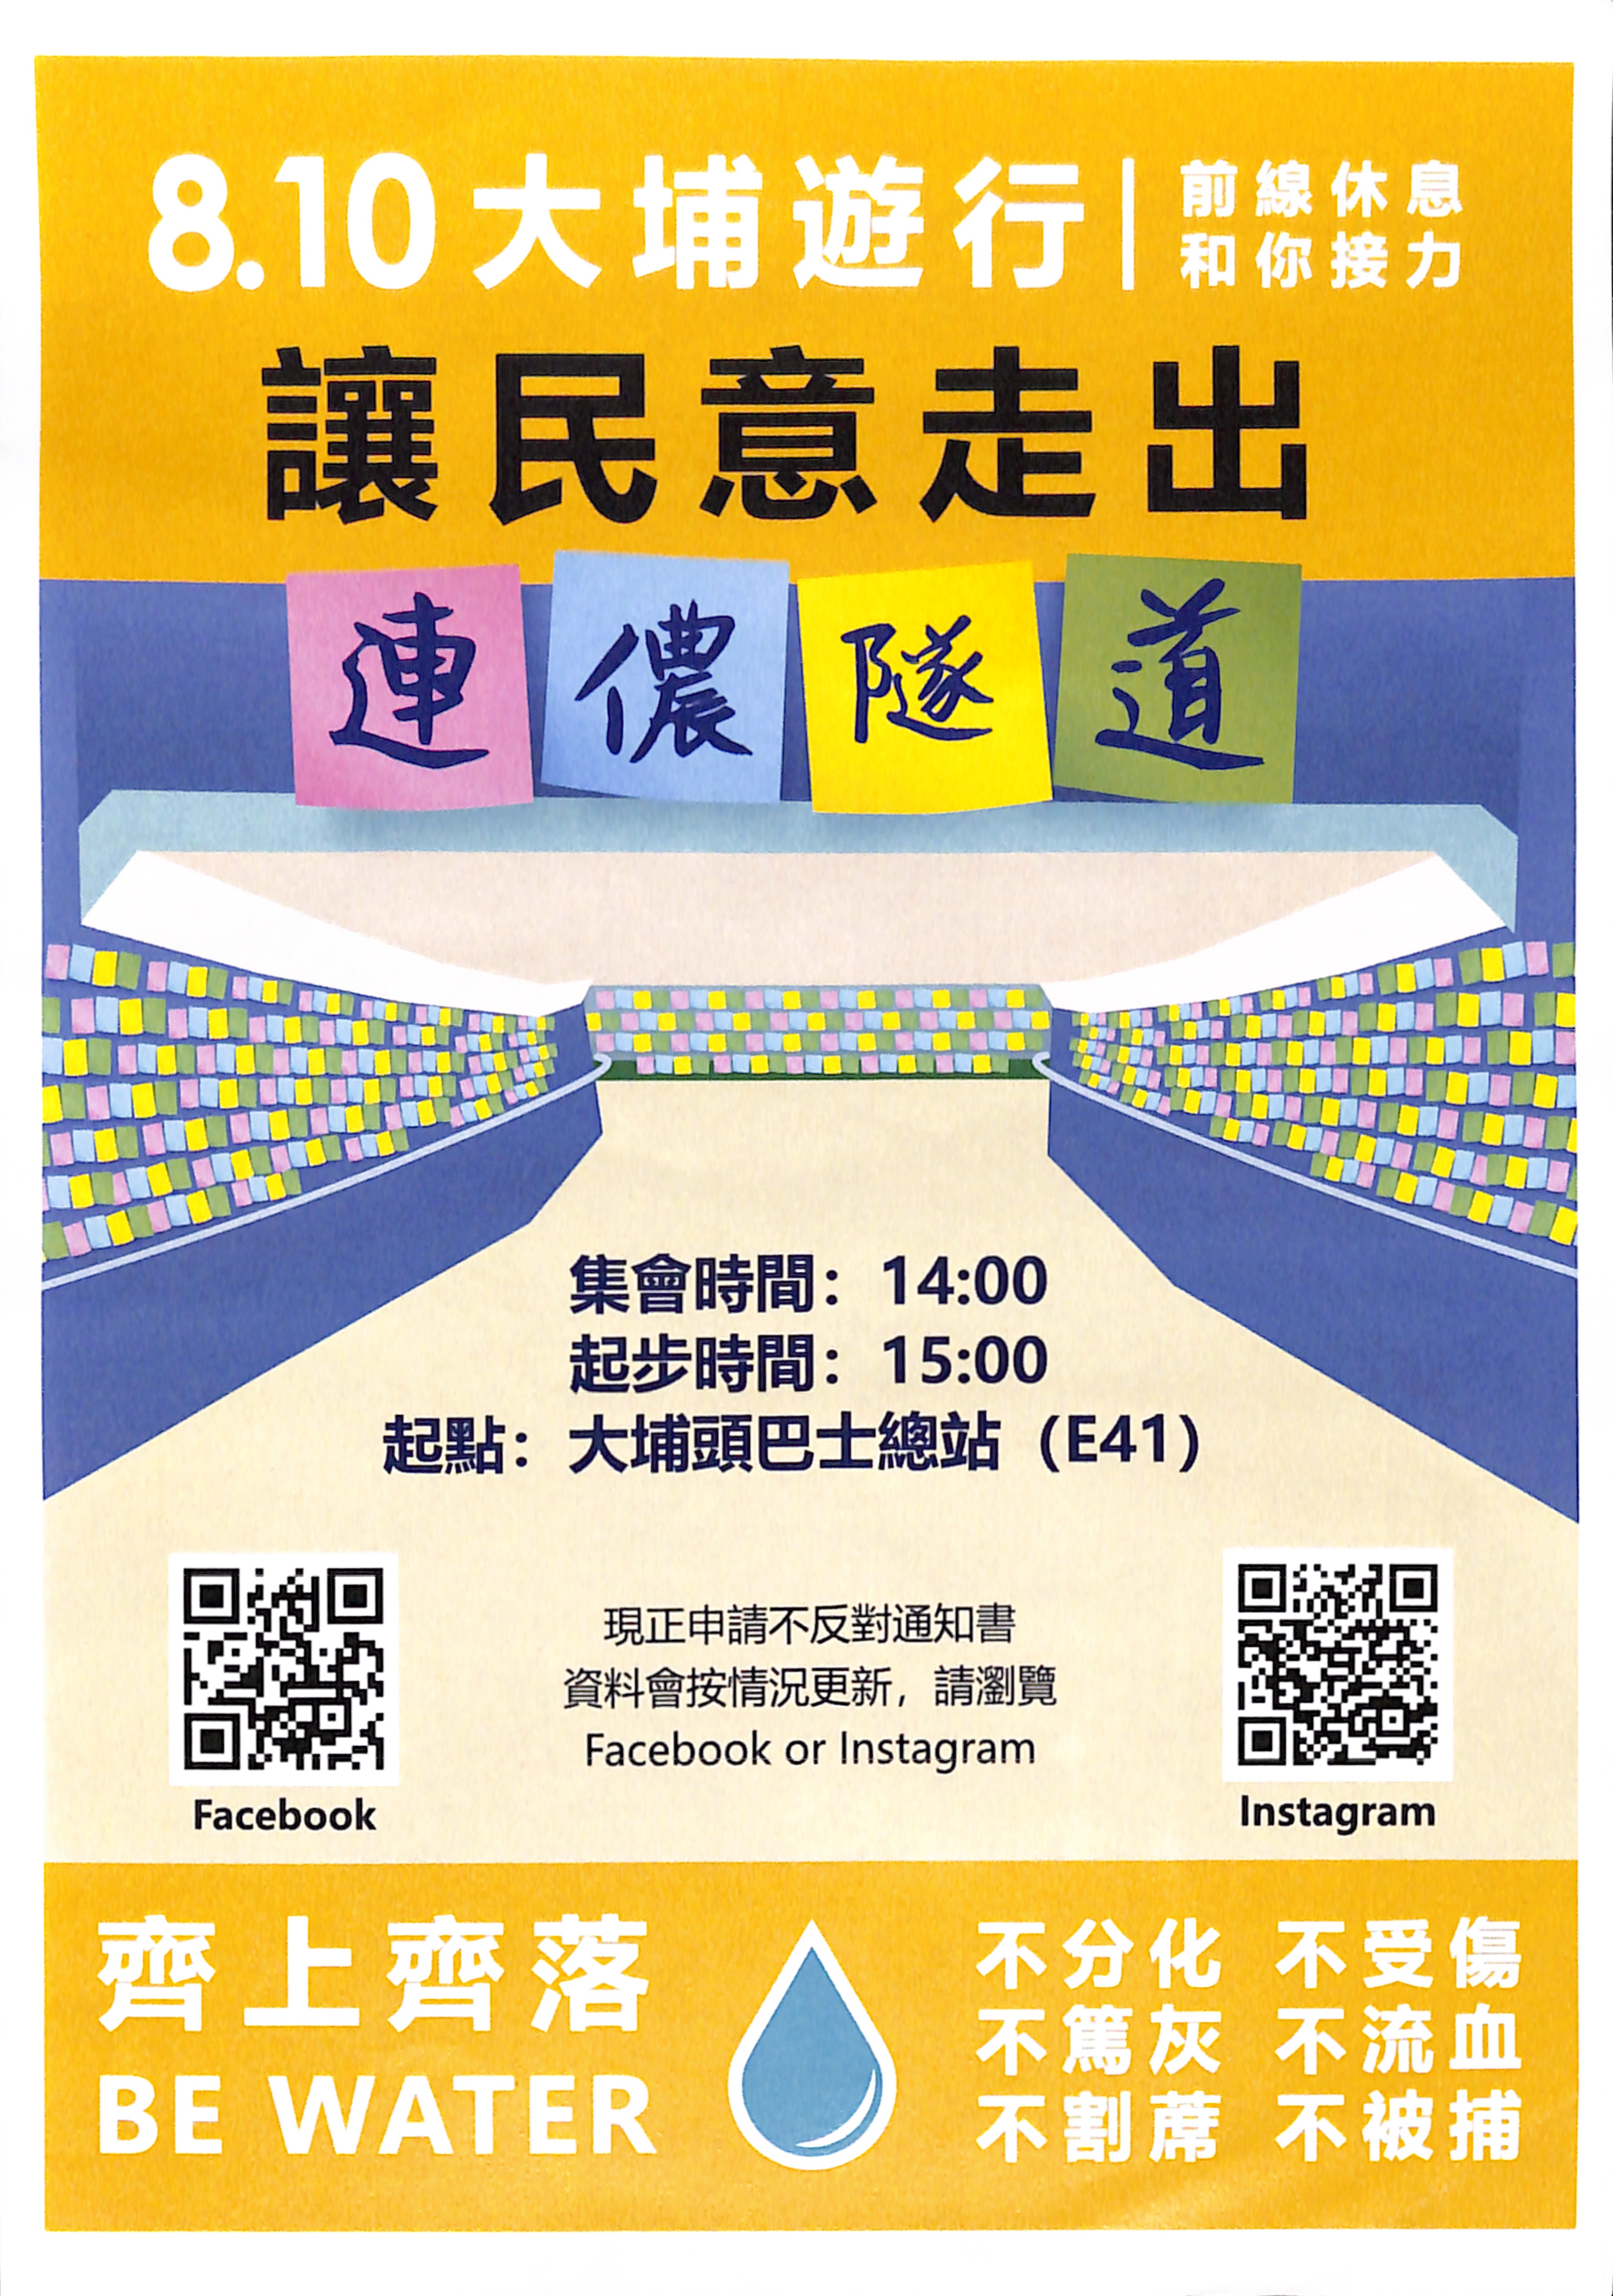 8.10大埔遊行
前線休息
和你接力
讓民意走出
連儂隧道
集會時間：14:00
起步時間：15:00
起點：大埔頭巴士總站（E41）
現正申請不反對通知書
資料會按情況更新，請瀏覽
Facebook or Instagram
Facebook
Instagram
齊上齊落
BE WATER
不分化 不受傷
不篤灰 不流血
不割蓆 不被捕